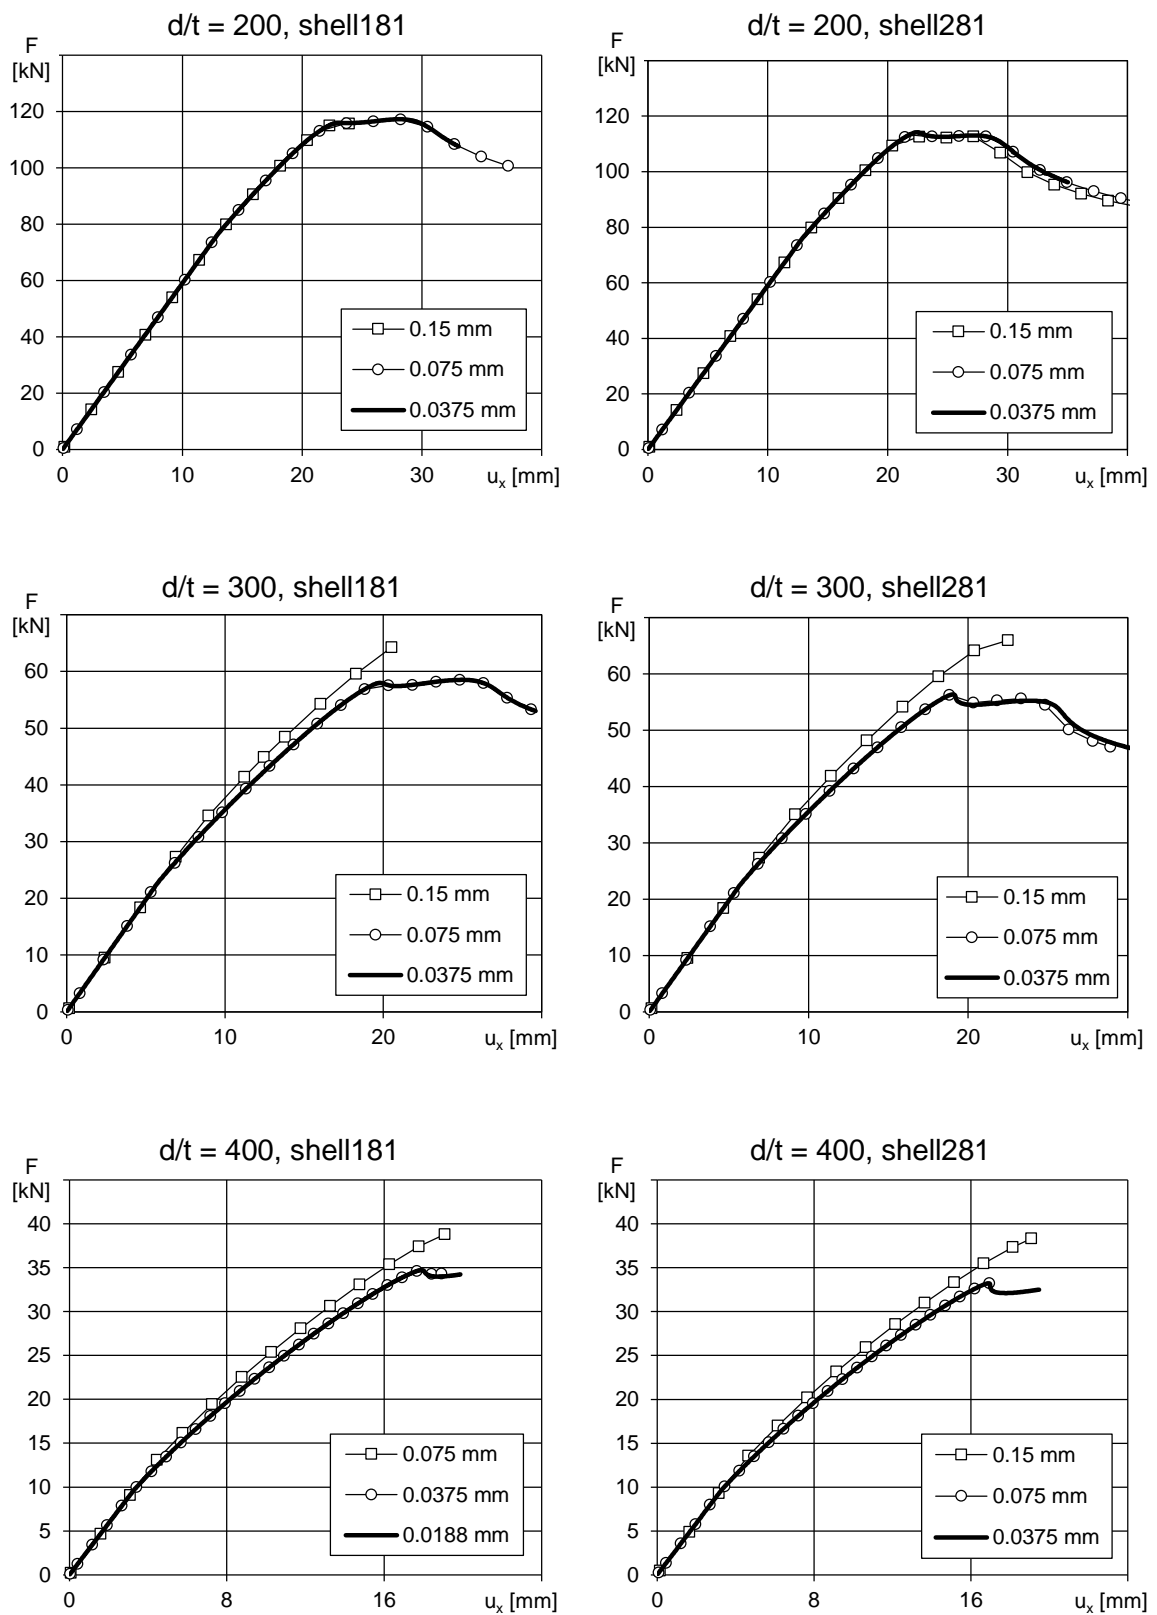 d/t = 200, shell181
F
[kN]
120
100
80
60
40
20
0
0 10 20 30 uₓ [mm]
0.15 mm
0.075 mm
0.0375 mm
d/t = 200, shell281
F
[kN]
120
100
80
60
40
20
0
0 10 20 30 uₓ [mm]
0.15 mm
0.075 mm
0.0375 mm
d/t = 300, shell181
F
[kN]
60
50
40
30
20
10
0
0 10 20 uₓ [mm]
0.15 mm
0.075 mm
0.0375 mm
d/t = 300, shell281
F
[kN]
60
50
40
30
20
10
0
0 10 20 uₓ [mm]
0.15 mm
0.075 mm
0.0375 mm
d/t = 400, shell181
F
[kN]
40
35
30
25
20
15
10
5
0
0 8 16 uₓ [mm]
0.075 mm
0.0375 mm
0.0188 mm
d/t = 400, shell281
F
[kN]
40
35
30
25
20
15
10
5
0
0 8 16 uₓ [mm]
0.15 mm
0.075 mm
0.0375 mm